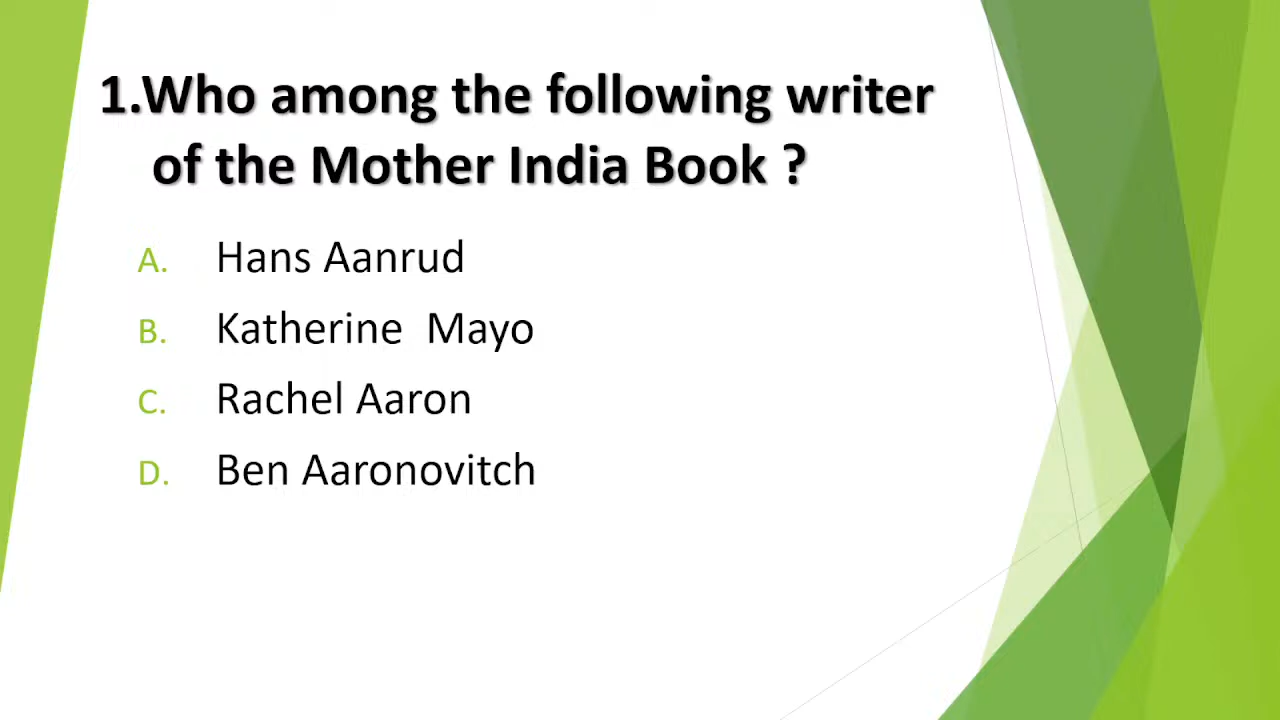 1.Who among the following writer
of the Mother India Book ?
A. Hans Aanrud
B. Katherine Mayo
C. Rachel Aaron
D. Ben Aaronovitch